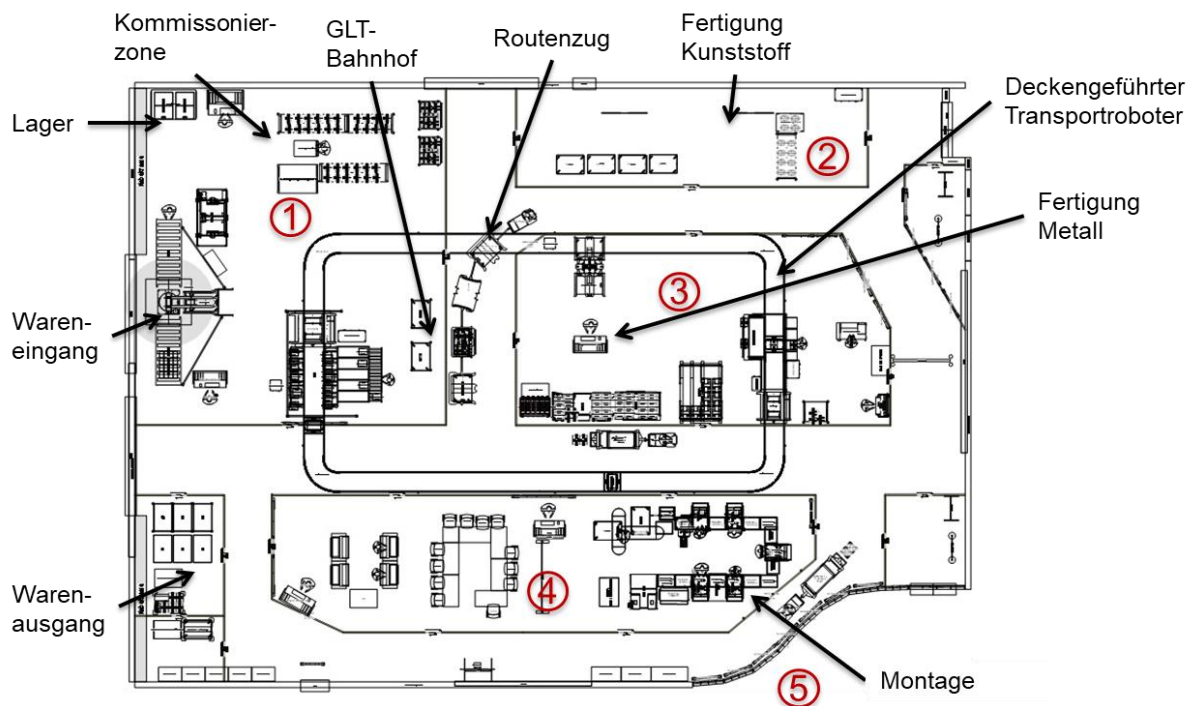 Kommissonier-
zone
GLT-
Bahnhof
Routenzug
Fertigung
Kunststoff
Deckengeführter
Transportroboter
Lager
Fertigung
Metall
Waren-
eingang
Waren-
ausgang
Montage
1
2
3
4
5